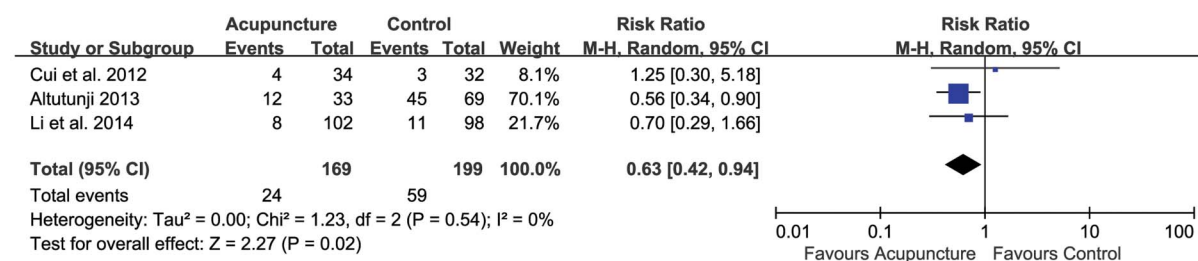 Acupuncture Control Risk Ratio Risk Ratio
Study or Subgroup Events Total Events Total Weight M-H, Random, 95% CI M-H, Random, 95% CI
Cui et al. 2012 4 34 3 32 8.1% 1.25 [0.30, 5.18]
Altutunji 2013 12 33 45 69 70.1% 0.56 [0.34, 0.90]
Li et al. 2014 8 102 11 98 21.7% 0.70 [0.29, 1.66]
Total (95% CI) 169 199 100.0% 0.63 [0.42, 0.94]
Total events 24 59
Heterogeneity: Tau² = 0.00; Chi² = 1.23, df = 2 (P = 0.54); I² = 0%
Test for overall effect: Z = 2.27 (P = 0.02)
0.01 0.1 1 10 100
Favours Acupuncture Favours Control